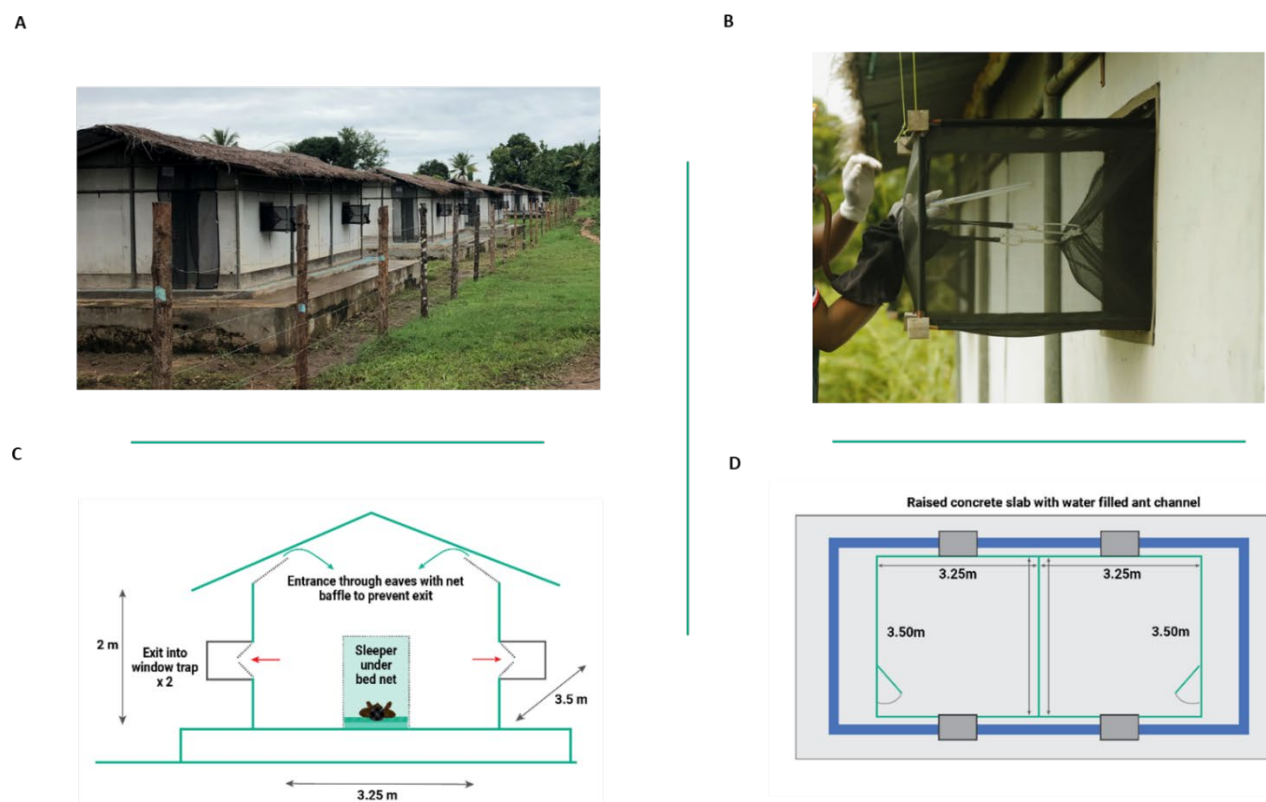 A
B
C
Entrance through eaves with net
baffle to prevent exit
2 m
Exit into
window trap
x 2
Sleeper
under
bed net
3.5 m
3.25 m
D
Raised concrete slab with water filled ant channel
3.25m
3.25m
3.50m
3.50m